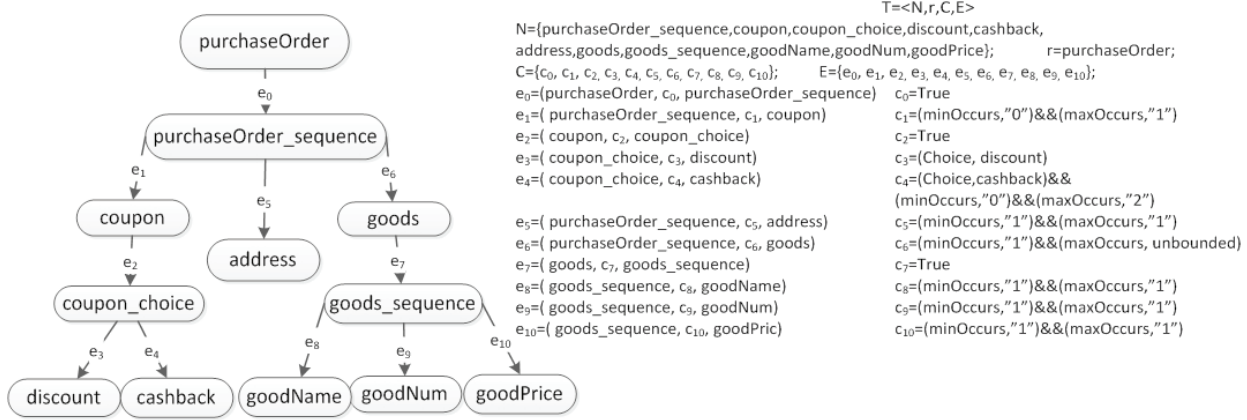 purchaseOrder
e₀
purchaseOrder_sequence
e₁
e₅
e₆
coupon
address
goods
e₂
e₇
coupon_choice
goods_sequence
e₃
e₄
e₈
e₉
e₁₀
discount
cashback
goodName
goodNum
goodPrice
T=<N,r,C,E>
N={purchaseOrder_sequence,coupon,coupon_choice,discount,cashback,
address,goods,goods_sequence,goodName,goodNum,goodPrice}; r=purchaseOrder;
C={c₀, c₁, c₂, c₃, c₄, c₅, c₆, c₇, c₈, c₉, c₁₀}; E={e₀, e₁, e₂, e₃, e₄, e₅, e₆, e₇, e₈, e₉, e₁₀};
e₀=(purchaseOrder, c₀, purchaseOrder_sequence) c₀=True
e₁=( purchaseOrder_sequence, c₁, coupon) c₁=(minOccurs,”0”)&&(maxOccurs,”1”)
e₂=( coupon, c₂, coupon_choice) c₂=True
e₃=( coupon_choice, c₃, discount) c₃=(Choice, discount)
e₄=( coupon_choice, c₄, cashback) c₄=(Choice,cashback)&&
(minOccurs,”0”)&&(maxOccurs,”2”)
e₅=( purchaseOrder_sequence, c₅, address) c₅=(minOccurs,”1”)&&(maxOccurs,”1”)
e₆=( purchaseOrder_sequence, c₆, goods) c₆=(minOccurs,”1”)&&(maxOccurs, unbounded)
e₇=( goods, c₇, goods_sequence) c₇=True
e₈=( goods_sequence, c₈, goodName) c₈=(minOccurs,”1”)&&(maxOccurs,”1”)
e₉=( goods_sequence, c₉, goodNum) c₉=(minOccurs,”1”)&&(maxOccurs,”1”)
e₁₀=( goods_sequence, c₁₀, goodPric) c₁₀=(minOccurs,”1”)&&(maxOccurs,”1”)